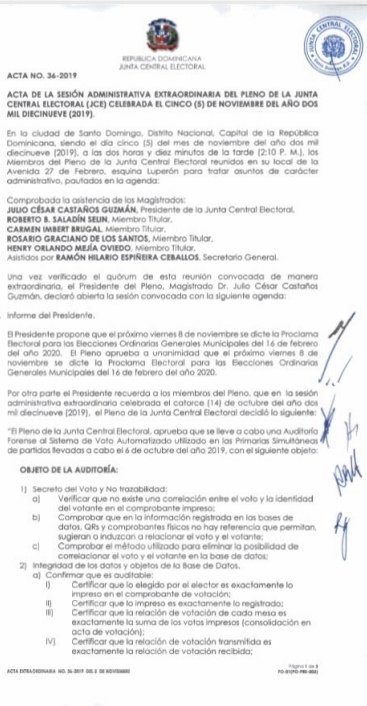 REPÚBLICA DOMINICANA
JUNTA CENTRAL ELECTORAL
JUNTA CENTRAL ELECTORAL
ACTA NO. 36-2019
ACTA DE LA SESIÓN ADMINISTRATIVA EXTRAORDINARIA DEL PLENO DE LA JUNTA
CENTRAL ELECTORAL (JCE) CELEBRADA EL CINCO (5) DE NOVIEMBRE DEL AÑO DOS
MIL DIECINUEVE (2019).
En la ciudad de Santo Domingo, Distrito Nacional, Capital de la República
Dominicana, siendo el día cinco (5) del mes de noviembre del año dos mil
diecinueve (2019), a las dos horas y diez minutos de la tarde (2:10 P. M.), los
Miembros del Pleno de la Junta Central Electoral reunidos en su local de la
Avenida 27 de Febrero, esquina Luperón para tratar asuntos de carácter
administrativo, pautados en la agenda:
Comprobada la asistencia de los Magistrados:
JULIO CÉSAR CASTAÑOS GUZMÁN, Presidente de la Junta Central Electoral,
ROBERTO B. SALADÍN SELIN, Miembro Titular,
CARMEN IMBERT BRUGAL, Miembro Titular,
ROSARIO GRACIANO DE LOS SANTOS, Miembro Titular,
HENRY ORLANDO MEJÍA OVIEDO, Miembro Titular,
Asistidos por RAMÓN HILARIO ESPIÑEIRA CEBALLOS, Secretario General.
Una vez verificado el quórum de esta reunión convocada de manera
extraordinaria, el Presidente del Pleno, Magistrado Dr. Julio César Castaños
Guzmán, declaró abierta la sesión convocada con la siguiente agenda:
Informe del Presidente.
El Presidente propone que el próximo viernes 8 de noviembre se dicte la Proclama
Electoral para las Elecciones Ordinarias Generales Municipales del 16 de febrero
del año 2020. El Pleno aprueba a unanimidad que el próximo viernes 8 de
noviembre se dicte la Proclama Electoral para las Elecciones Ordinarias
Generales Municipales del 16 de febrero de año 2020.
Por otra parte el Presidente recuerda a los miembros del Pleno, que en la sesión
administrativa extraordinaria celebrada el catorce (14) de octubre del año dos
mil diecinueve (2019), el Pleno de la Junta Central Electoral decidió lo siguiente:
"El Pleno de la Junta Central Electoral, aprueba que se lleve a cabo una Auditoría
Forense al Sistema de Voto Automatizado utilizado en las Primarias Simultáneas
de partidos llevadas a cabo el 6 de octubre del año 2019, con el siguiente objeto:
OBJETO DE LA AUDITORÍA:
1) Secreto del Voto y No trazabilidad:
a) Verificar que no existe una correlación entre el voto y la identidad
del votante en el comprobante impreso;
b) Comprobar que en la información registrada en las bases de
datos, QRs y comprobantes físicos no hay referencia que permitan,
sugieran o induzcan a relacionar el voto y el votante;
c) Comprobar el método utilizado para eliminar la posibilidad de
correlacionar el voto y el votante en la base de datos;
2) Integridad de los datos y objetos de la Base de Datos.
a) Confirmar que es auditable:
I) Certificar que lo elegido por el elector es exactamente lo
impreso en el comprobante de votación;
II) Certificar que lo impreso es exactamente lo registrado;
III) Certificar que la relación de votación de cada mesa es
exactamente la suma de los votos impresos (consolidación en
acta de votación);
IV) Certificar que la relación de votación transmitida es
exactamente la relación de votación recibida;
ACTA EXTRAORDINARIA NO. 36-2019 DEL 5 DE NOVIEMBRE